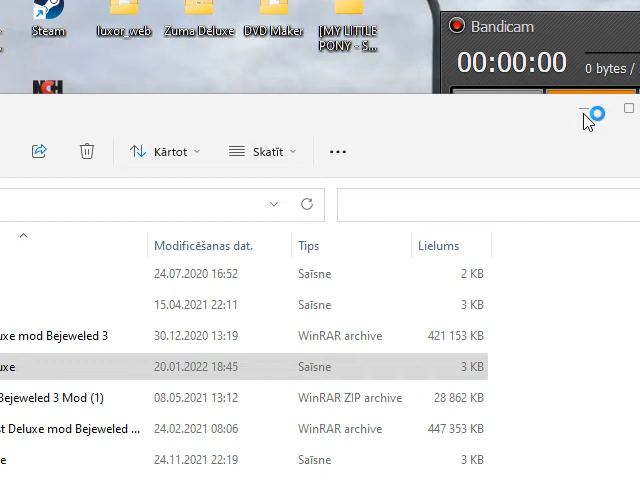 Steam
luxor_web
Zuma Deluxe
DVD Maker
[MY LITTLE
PONY - S...
Bandicam
00:00:00
0 bytes /
NCH
Kārtot
Skatīt
Modificēšanas dat.
Tips
Lielums
24.07.2020 16:52
Saīsne
2 KB
15.04.2021 22:11
Saīsne
3 KB
uxe mod Bejeweled 3
30.12.2020 13:19
WinRAR archive
421 153 KB
uxe
20.01.2022 18:45
Saīsne
3 KB
Bejeweled 3 Mod (1)
08.05.2021 13:12
WinRAR ZIP archive
28 862 KB
st Deluxe mod Bejeweled ...
24.02.2021 08:06
WinRAR archive
447 353 KB
e
24.11.2021 22:19
Saīsne
3 KB